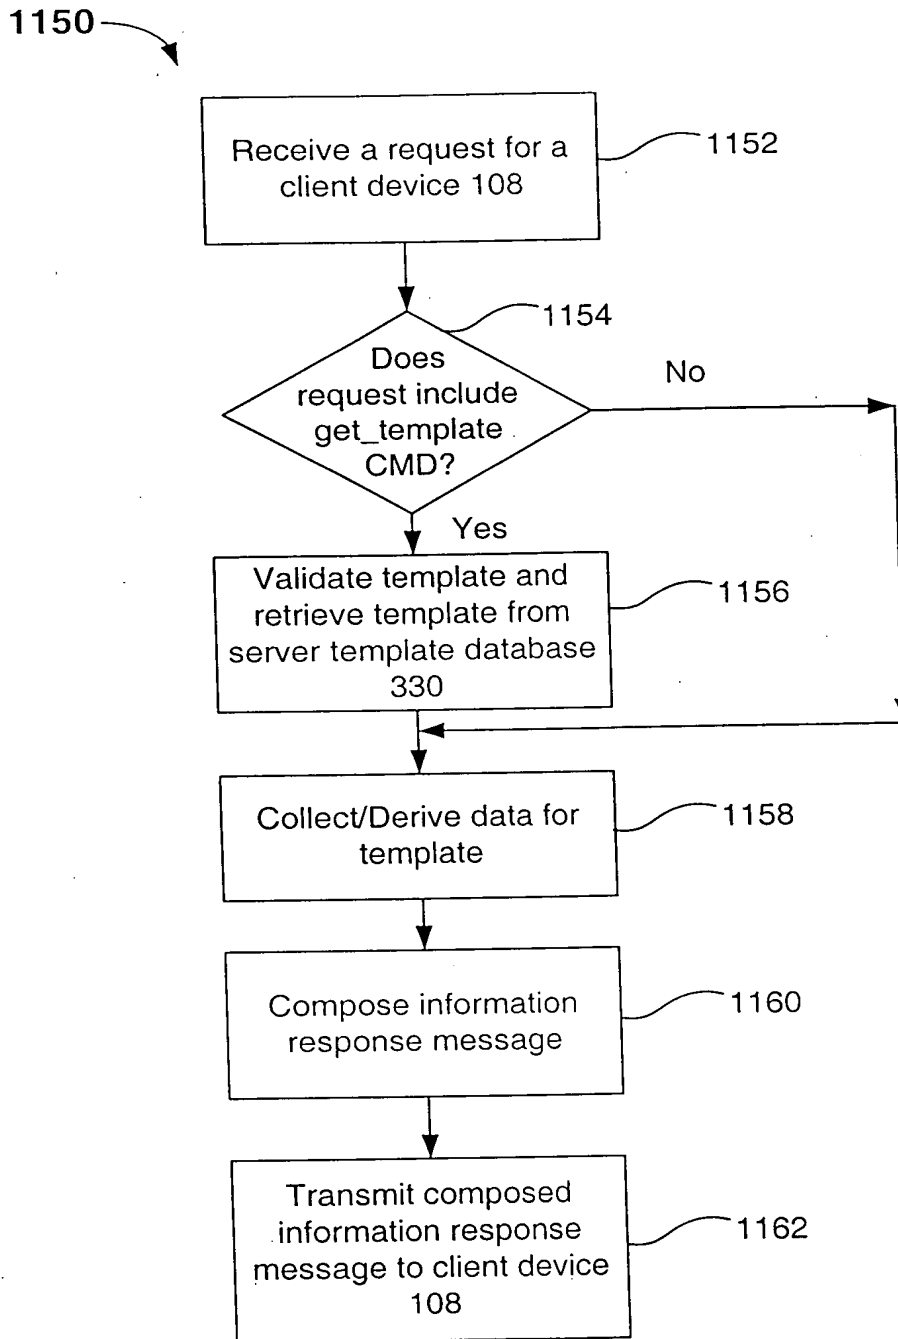 1150
Receive a request for a
client device 108
1152
1154
Does
request include
get_template
CMD?
No
Yes
Validate template and
retrieve template from
server template database
330
1156
Collect/Derive data for
template
1158
Compose information
response message
1160
Transmit composed
information response
message to client device
108
1162